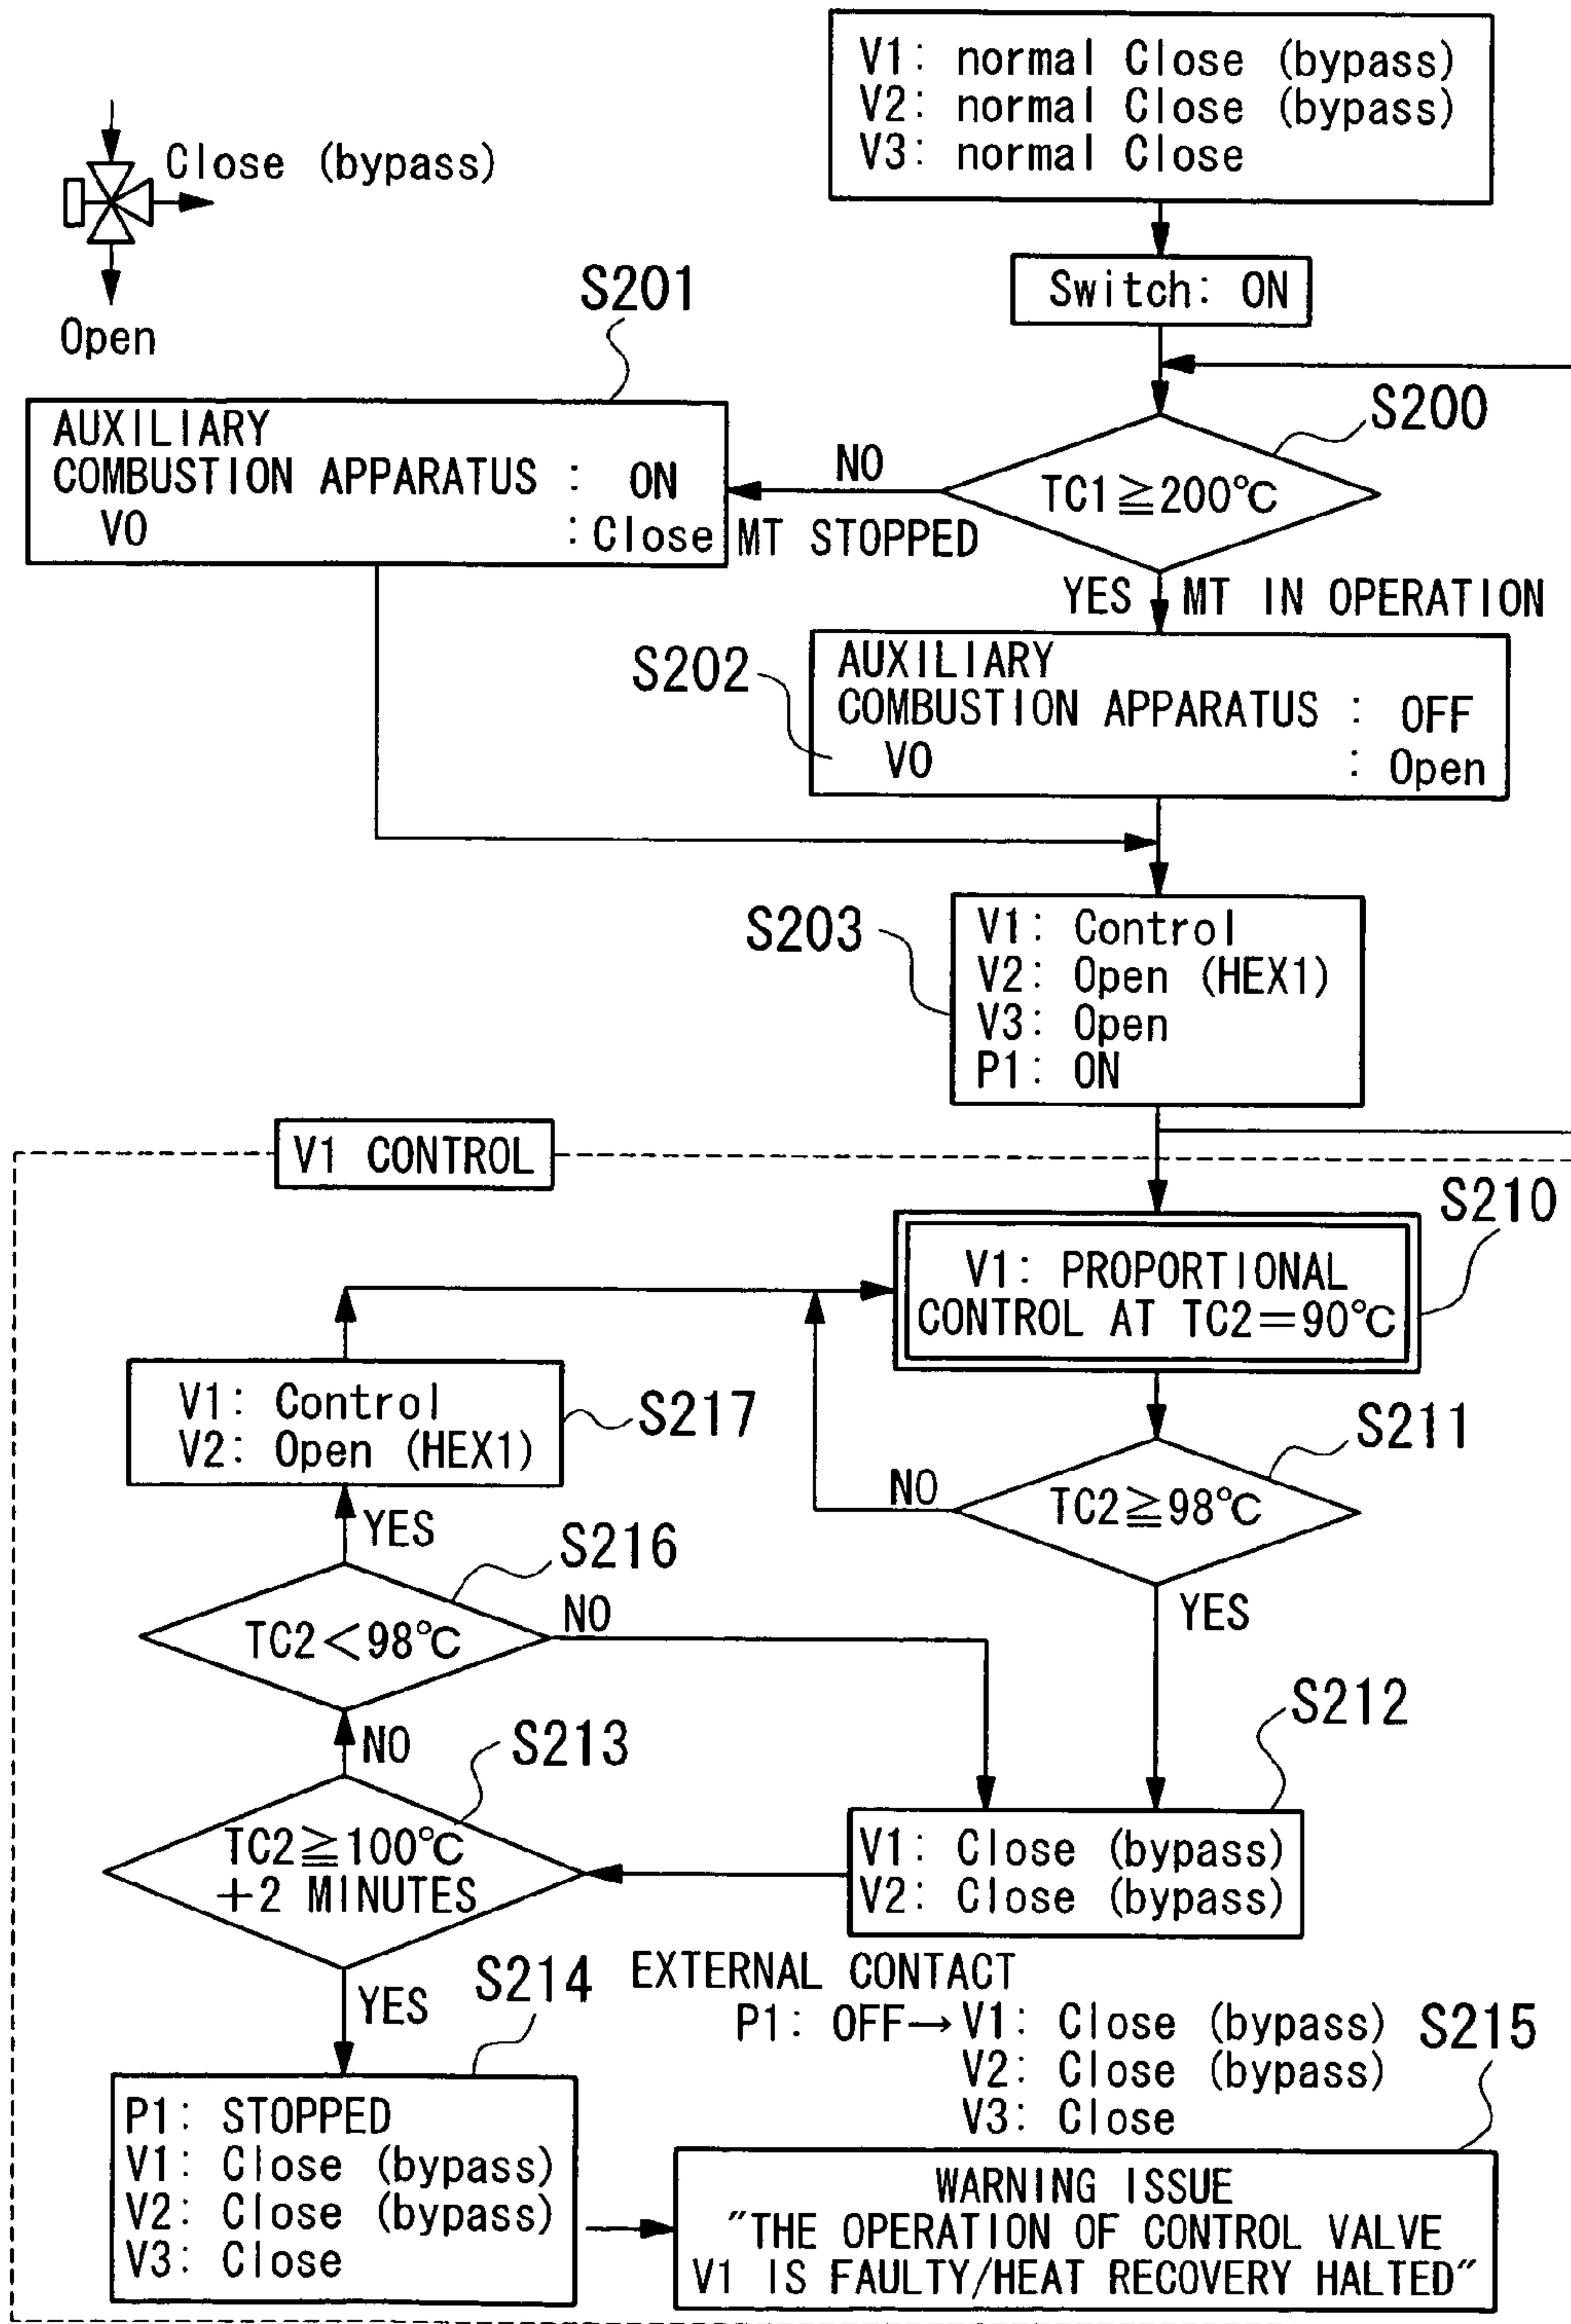 V1: normal Close (bypass)
V2: normal Close (bypass)
V3: normal Close
Close (bypass)
Open
Switch: ON
S201
S200
AUXILIARY
COMBUSTION APPARATUS : ON
V0 : Close
NO
MT STOPPED
TC1≧200℃
YES
MT IN OPERATION
S202
AUXILIARY
COMBUSTION APPARATUS : OFF
V0 : Open
S203
V1: Control
V2: Open (HEX1)
V3: Open
P1: ON
V1 CONTROL
S210
V1: PROPORTIONAL
CONTROL AT TC2=90℃
V1: Control
V2: Open (HEX1)
S217
S211
NO
TC2≧98℃
YES
YES
S216
TC2<98℃
NO
S212
NO
S213
TC2≧100℃
+2 MINUTES
V1: Close (bypass)
V2: Close (bypass)
YES
S214
EXTERNAL CONTACT
P1: OFF→V1: Close (bypass)
V2: Close (bypass)
V3: Close
S215
P1: STOPPED
V1: Close (bypass)
V2: Close (bypass)
V3: Close
WARNING ISSUE
"THE OPERATION OF CONTROL VALVE
V1 IS FAULTY/HEAT RECOVERY HALTED"